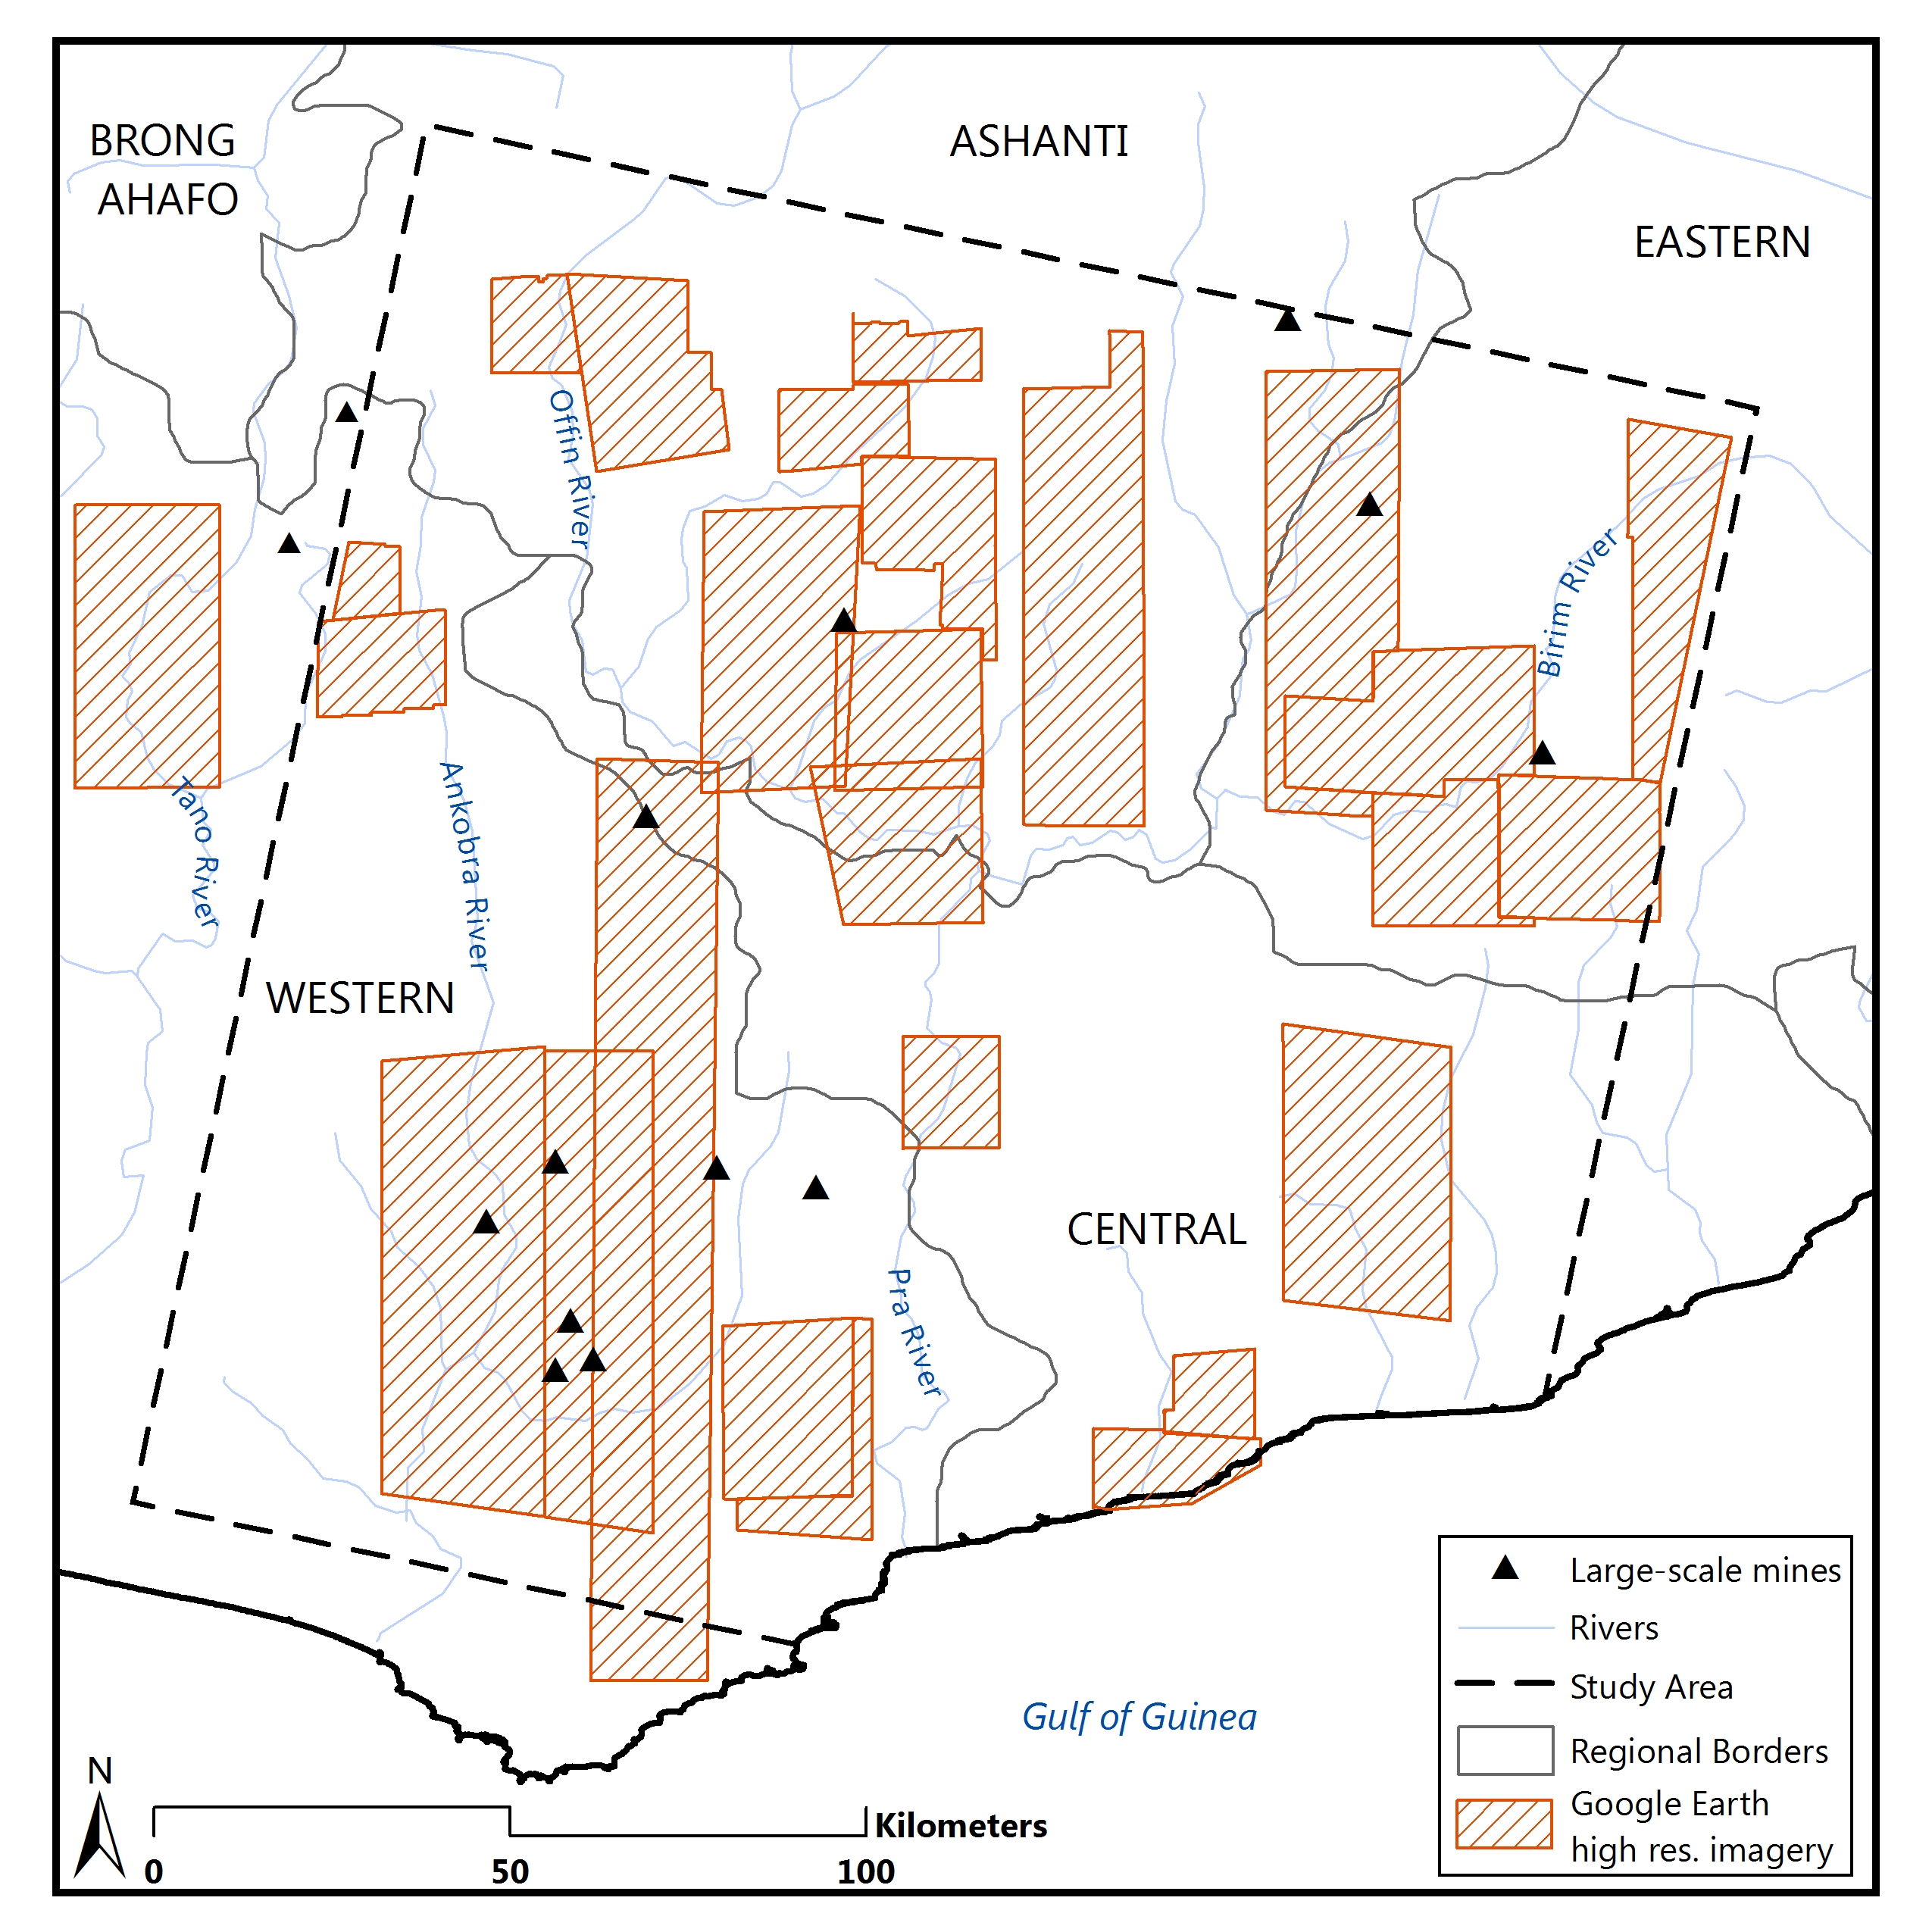 BRONG
AHAFO
ASHANTI
EASTERN
Offin River
Birim River
Tano River
Ankobra River
WESTERN
CENTRAL
Pra River
Gulf of Guinea
N
0
50
100
Kilometers
Large-scale mines
Rivers
Study Area
Regional Borders
Google Earth
high res. imagery